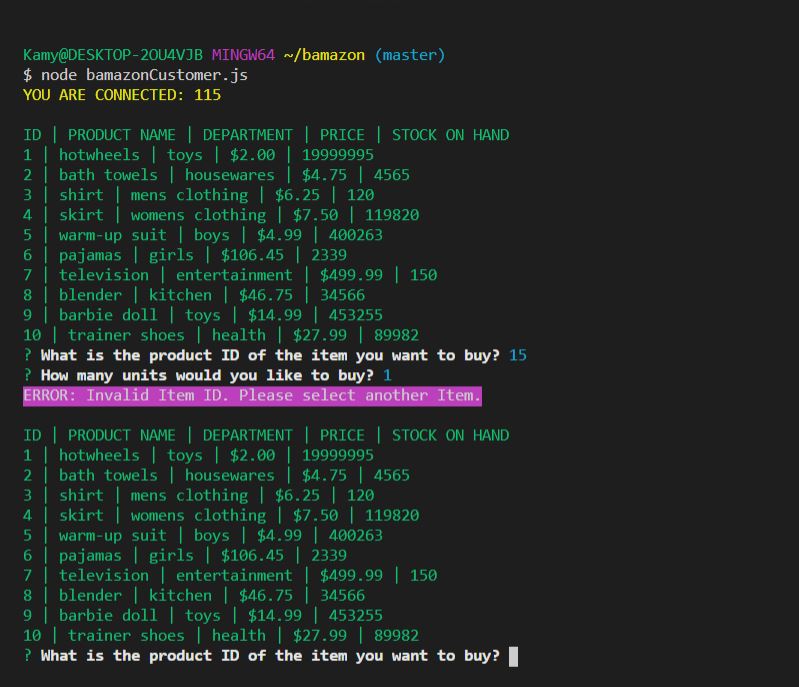 Kamy@DESKTOP-2OU4VJB MINGW64 ~/bamazon (master)
$ node bamazonCustomer.js
YOU ARE CONNECTED: 115
ID | PRODUCT NAME | DEPARTMENT | PRICE | STOCK ON HAND
1 | hotwheels | toys | $2.00 | 19999995
2 | bath towels | housewares | $4.75 | 4565
3 | shirt | mens clothing | $6.25 | 120
4 | skirt | womens clothing | $7.50 | 119820
5 | warm-up suit | boys | $4.99 | 400263
6 | pajamas | girls | $106.45 | 2339
7 | television | entertainment | $499.99 | 150
8 | blender | kitchen | $46.75 | 34566
9 | barbie doll | toys | $14.99 | 453255
10 | trainer shoes | health | $27.99 | 89982
? What is the product ID of the item you want to buy? 15
? How many units would you like to buy? 1
ERROR: Invalid Item ID. Please select another Item.
ID | PRODUCT NAME | DEPARTMENT | PRICE | STOCK ON HAND
1 | hotwheels | toys | $2.00 | 19999995
2 | bath towels | housewares | $4.75 | 4565
3 | shirt | mens clothing | $6.25 | 120
4 | skirt | womens clothing | $7.50 | 119820
5 | warm-up suit | boys | $4.99 | 400263
6 | pajamas | girls | $106.45 | 2339
7 | television | entertainment | $499.99 | 150
8 | blender | kitchen | $46.75 | 34566
9 | barbie doll | toys | $14.99 | 453255
10 | trainer shoes | health | $27.99 | 89982
? What is the product ID of the item you want to buy?